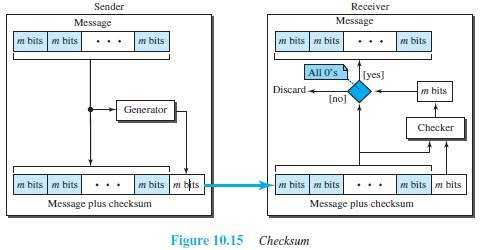 Sender
Receiver
Message
Message
m bits m bits • • • m bits
m bits m bits • • • m bits
All 0's
[yes]
Discard
[no]
m bits
Generator
Checker
m bits m bits • • • m bits m bits
m bits m bits • • • m bits m bits
Message plus checksum
Message plus checksum
Figure 10.15 Checksum